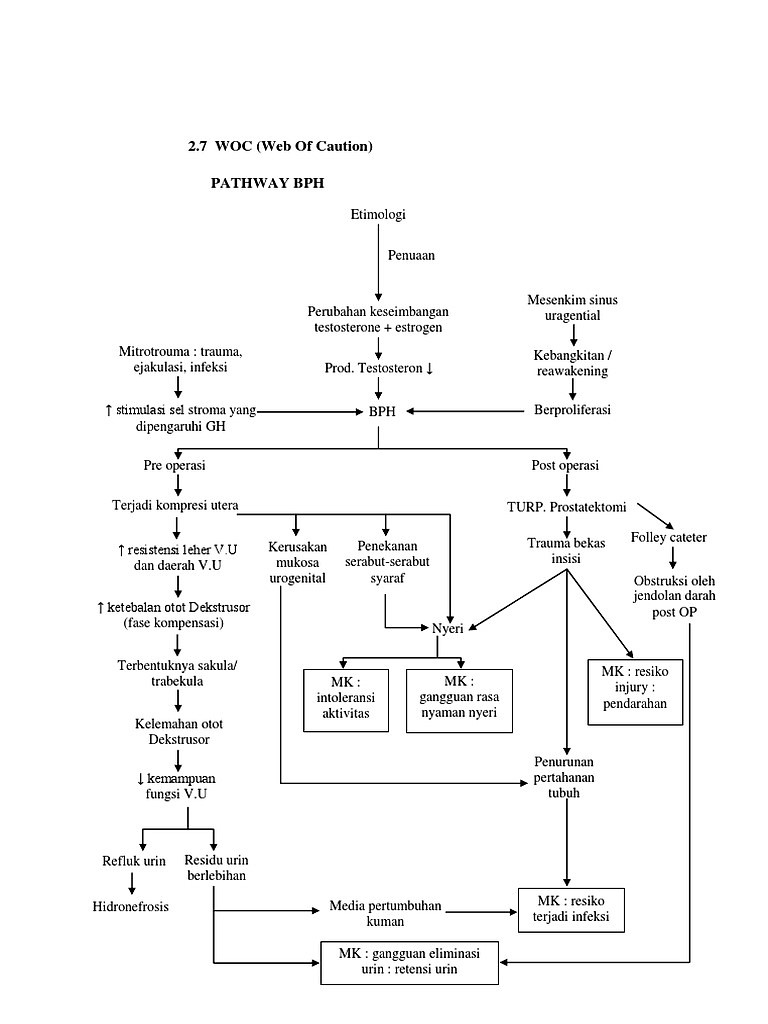 2.7 WOC (Web Of Caution)
PATHWAY BPH
Etimologi
Penuaan
Perubahan keseimbangan
testosterone + estrogen
Mesenkim sinus
uragential
Mitrotrouma : trauma,
ejakulasi, infeksi
Prod. Testosteron ↓
Kebangkitan /
reawakening
↑ stimulasi sel stroma yang
dipengaruhi GH
BPH
Berproliferasi
Pre operasi
Post operasi
Terjadi kompresi utera
TURP. Prostatektomi
↑ resistensi leher V.U
dan daerah V.U
Kerusakan
mukosa
urogenital
Penekanan
serabut-serabut
syaraf
Trauma bekas
insisi
Folley cateter
Obstruksi oleh
jendolan darah
post OP
↑ ketebalan otot Dekstrusor
(fase kompensasi)
Nyeri
Terbentuknya sakula/
trabekula
MK :
intoleransi
aktivitas
MK :
gangguan rasa
nyaman nyeri
MK : resiko
injury :
pendarahan
Kelemahan otot
Dekstrusor
↓ kemampuan
fungsi V.U
Penurunan
pertahanan
tubuh
Refluk urin
Residu urin
berlebihan
Hidronefrosis
Media pertumbuhan
kuman
MK : resiko
terjadi infeksi
MK : gangguan eliminasi
urin : retensi urin